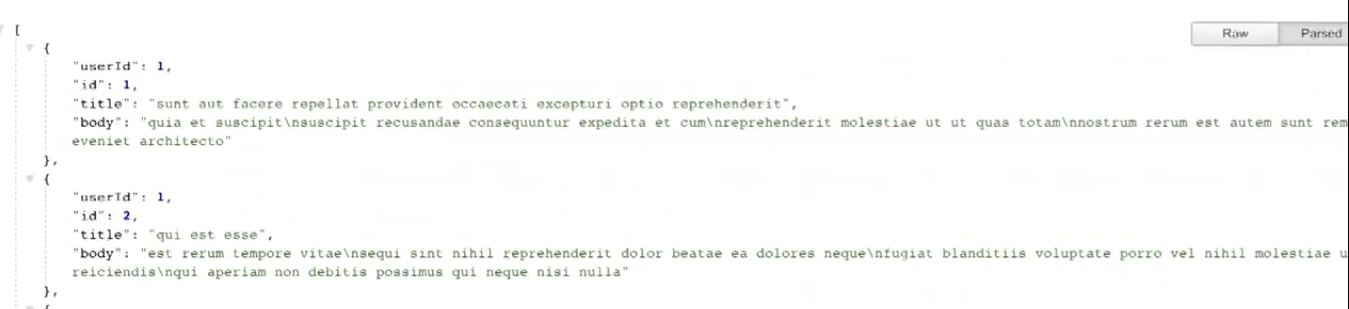 [
Raw Parsed
{
"userId": 1,
"id": 1,
"title": "sunt aut facere repellat provident occaecati excepturi optio reprehenderit",
"body": "quia et suscipit\nsuscipit recusandae consequuntur expedita et cum\nreprehenderit molestiae ut ut quas totam\nnostrum rerum est autem sunt rem
eveniet architecto"
},
{
"userId": 1,
"id": 2,
"title": "qui est esse",
"body": "est rerum tempore vitae\nsequi sint nihil reprehenderit dolor beatae ea dolores neque\nfugiat blanditiis voluptate porro vel nihil molestiae u
reiciendis\nqui aperiam non debitis possimus qui neque nisi nulla"
},